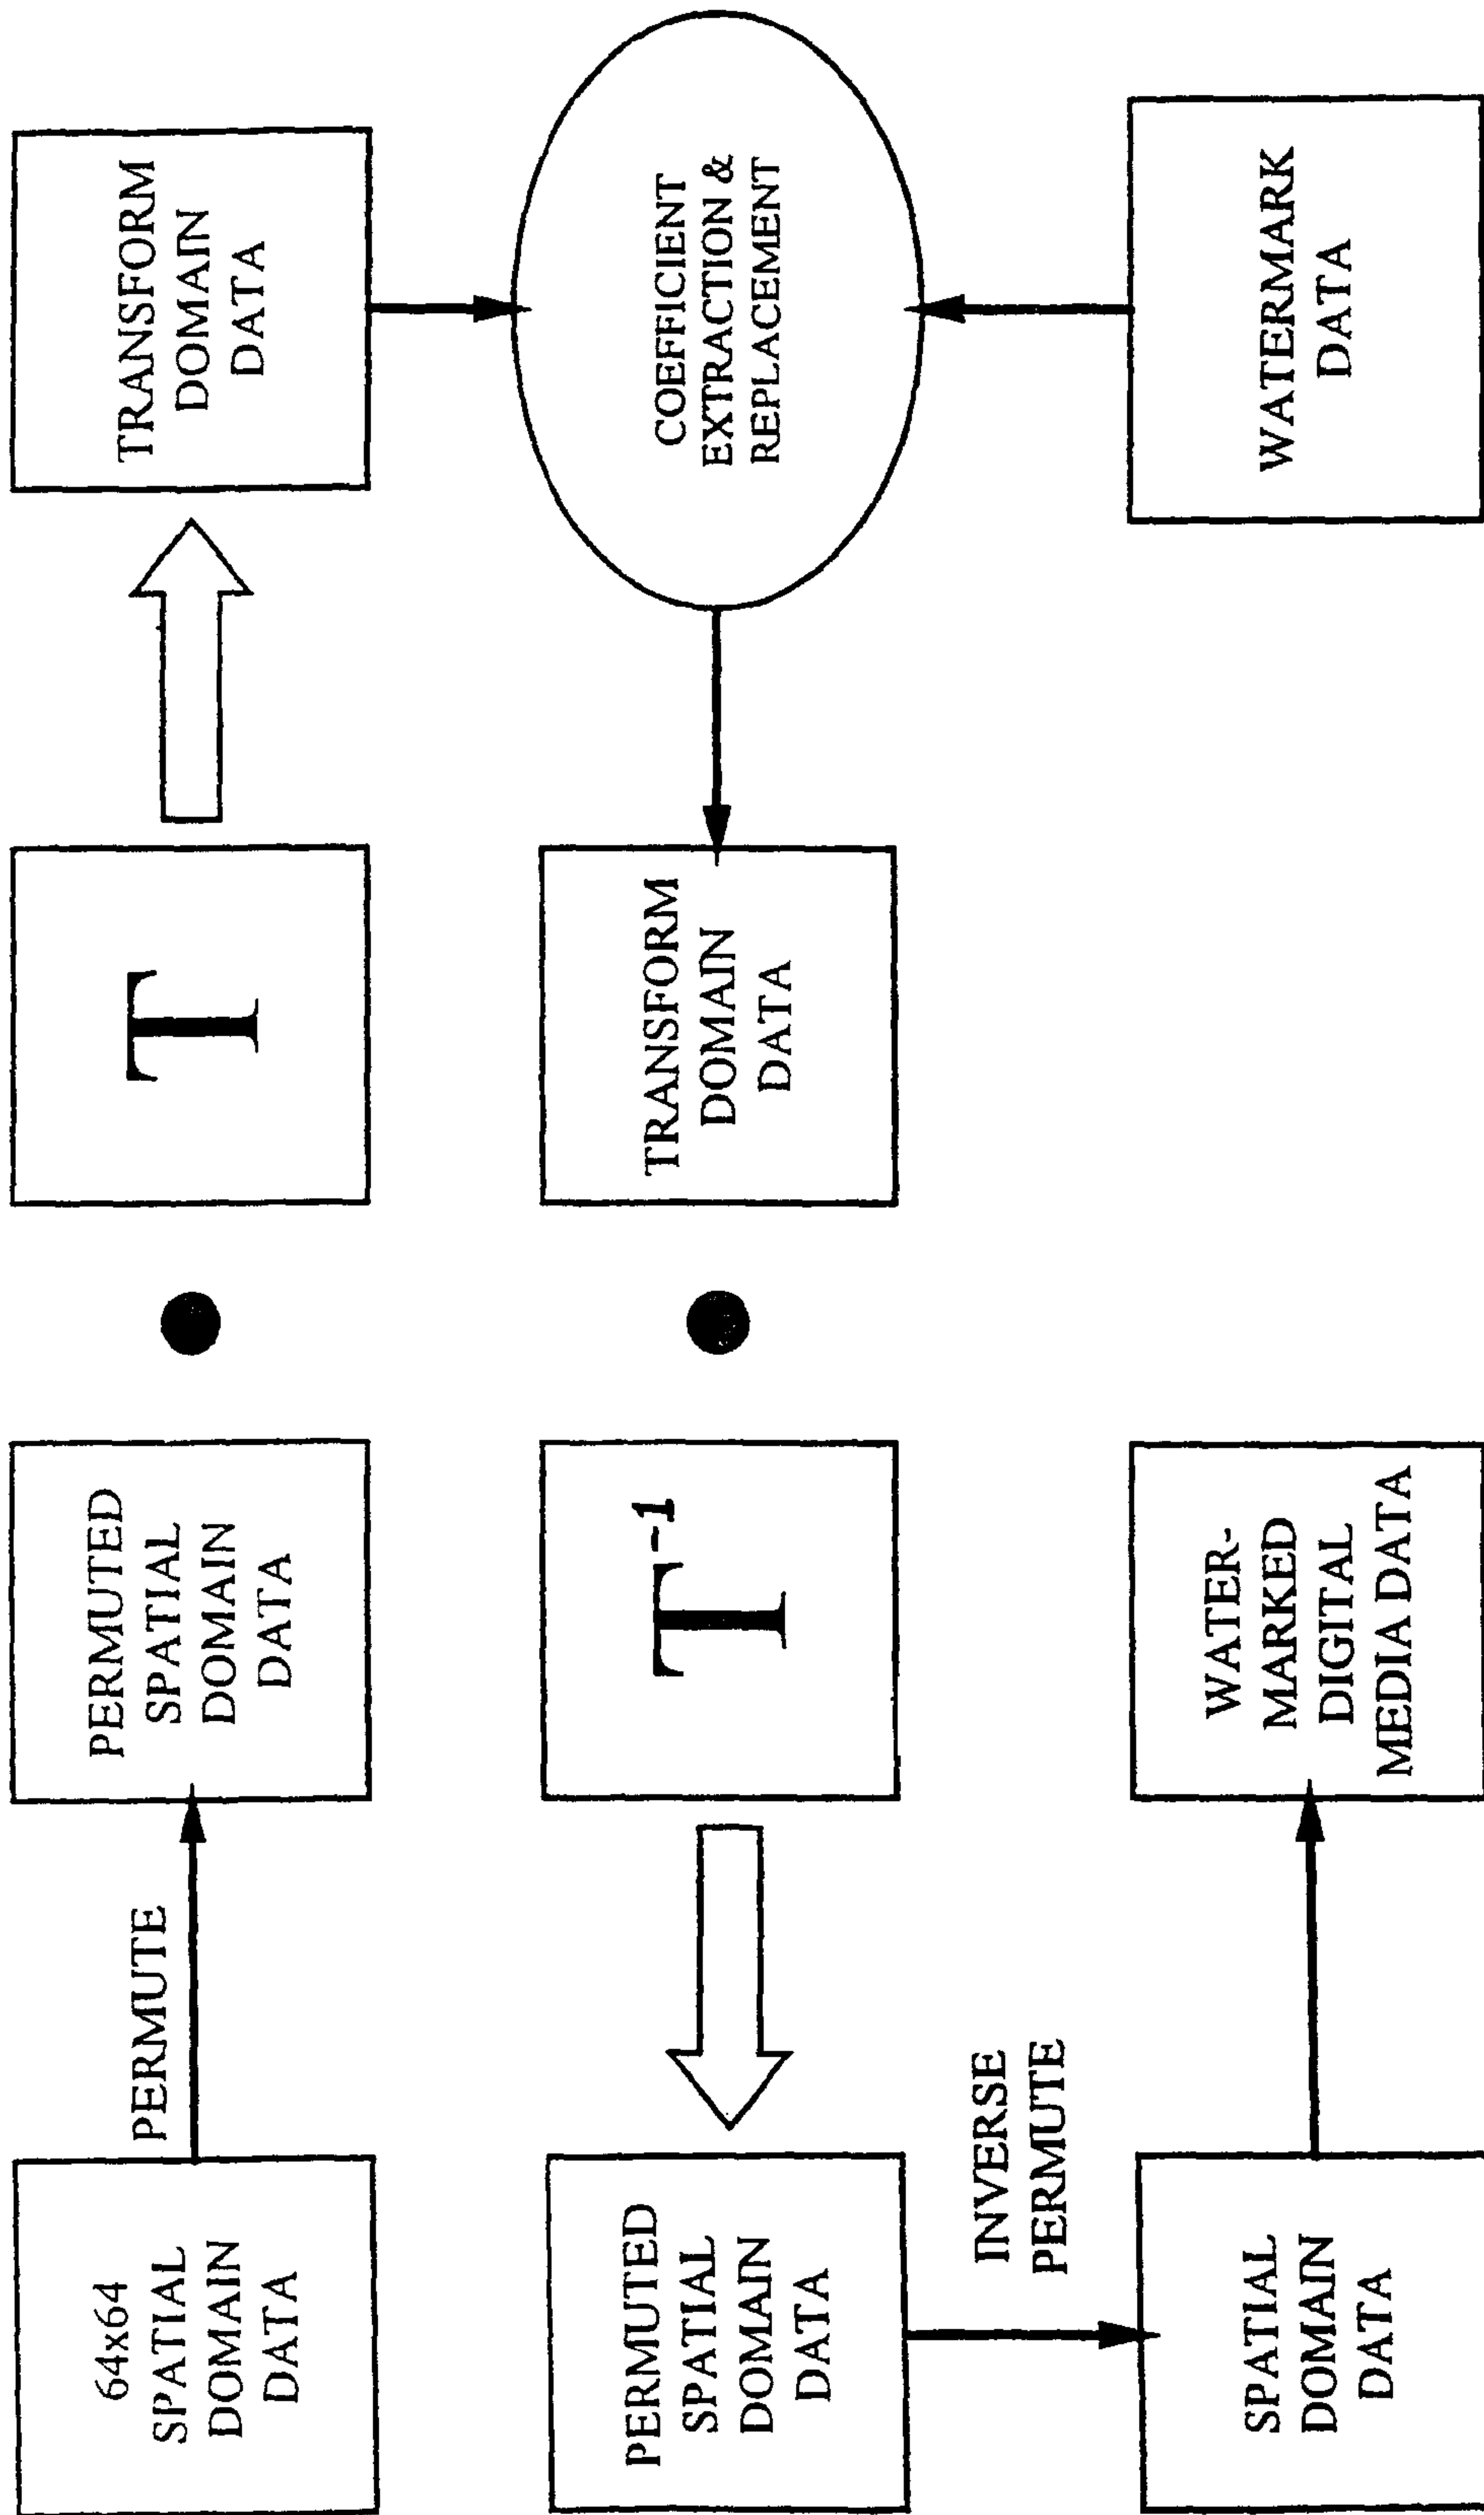 64x64
SPATIAL
DOMAIN
DATA
PERMUTE
PERMUTED
SPATIAL
DOMAIN
DATA
T
TRANSFORM
DOMAIN
DATA
PERMUTED
SPATIAL
DOMAIN
DATA
T⁻¹
TRANSFORM
DOMAIN
DATA
COEFFICIENT
EXTRACTION &
REPLACEMENT
INVERSE
PERMUTE
SPATIAL
DOMAIN
DATA
WATER-
MARKED
DIGITAL
MEDIA DATA
WATERMARK
DATA